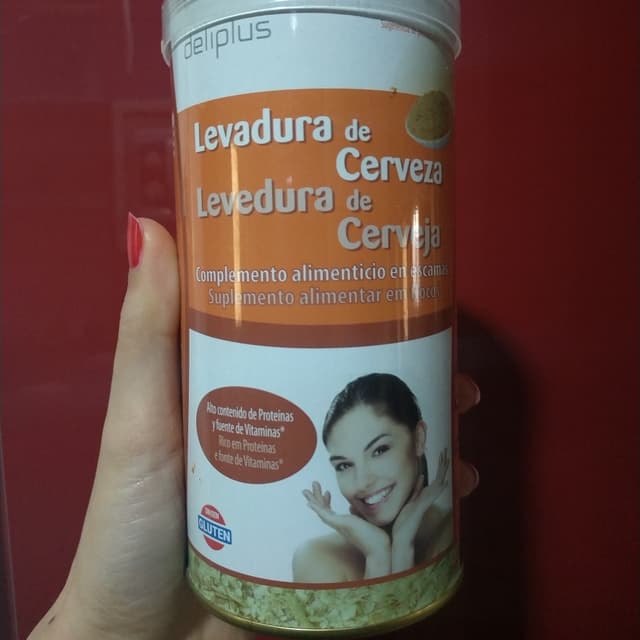 deliplus
Levadura de
Cerveza
Levedura de
Cerveja
Complemento alimenticio en escamas
Suplemento alimentar em flocos
Alto contenido de Proteínas
y fuente de Vitaminas*
Rico em Proteínas
e fonte de Vitaminas*
GLUTEN